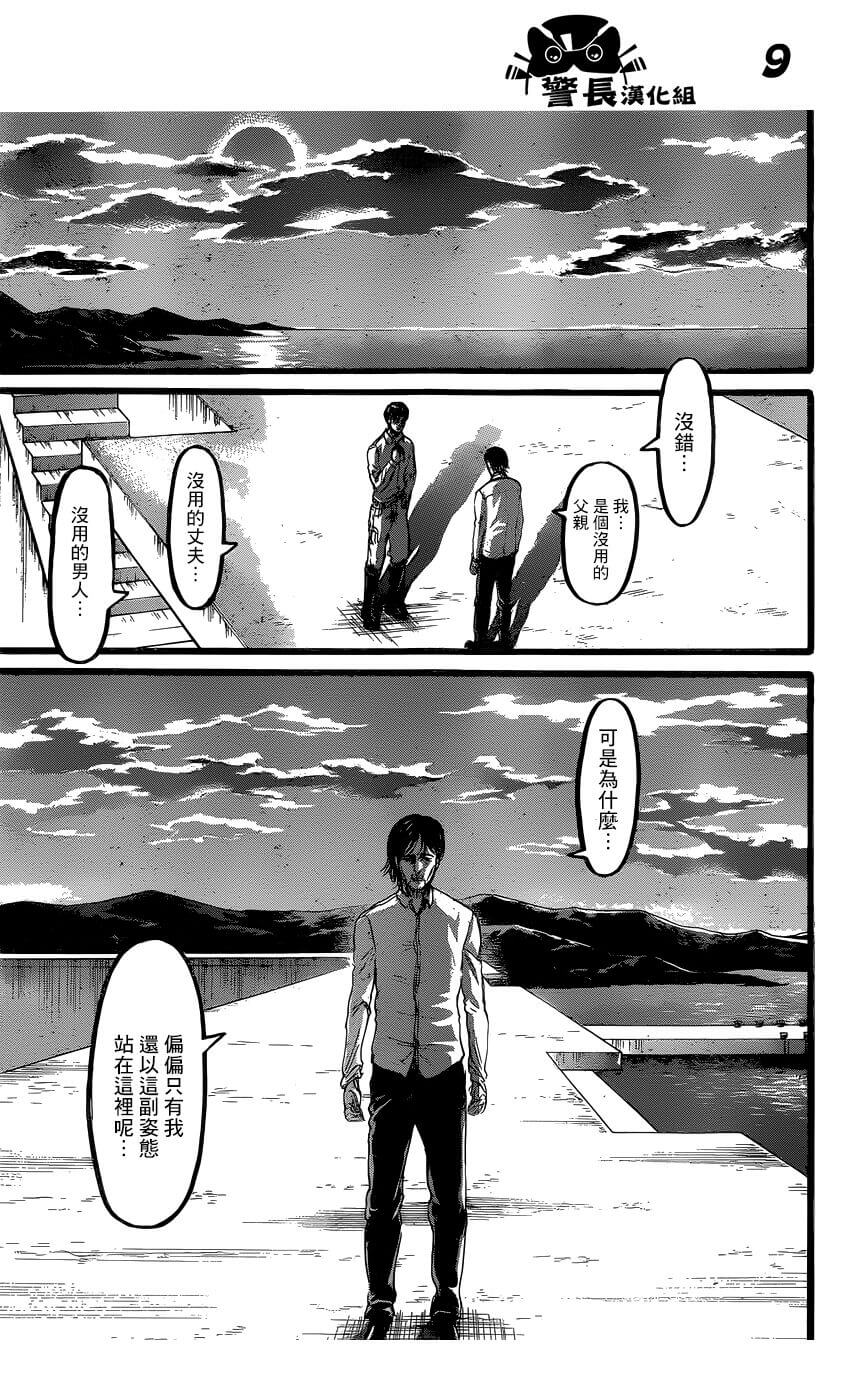 警長漢化組
9
沒錯…
我…
是個沒用的
父親
沒用的丈夫…
沒用的男人…
可是為什麼…
偏偏只有我
還以這副姿態
站在這裡呢…